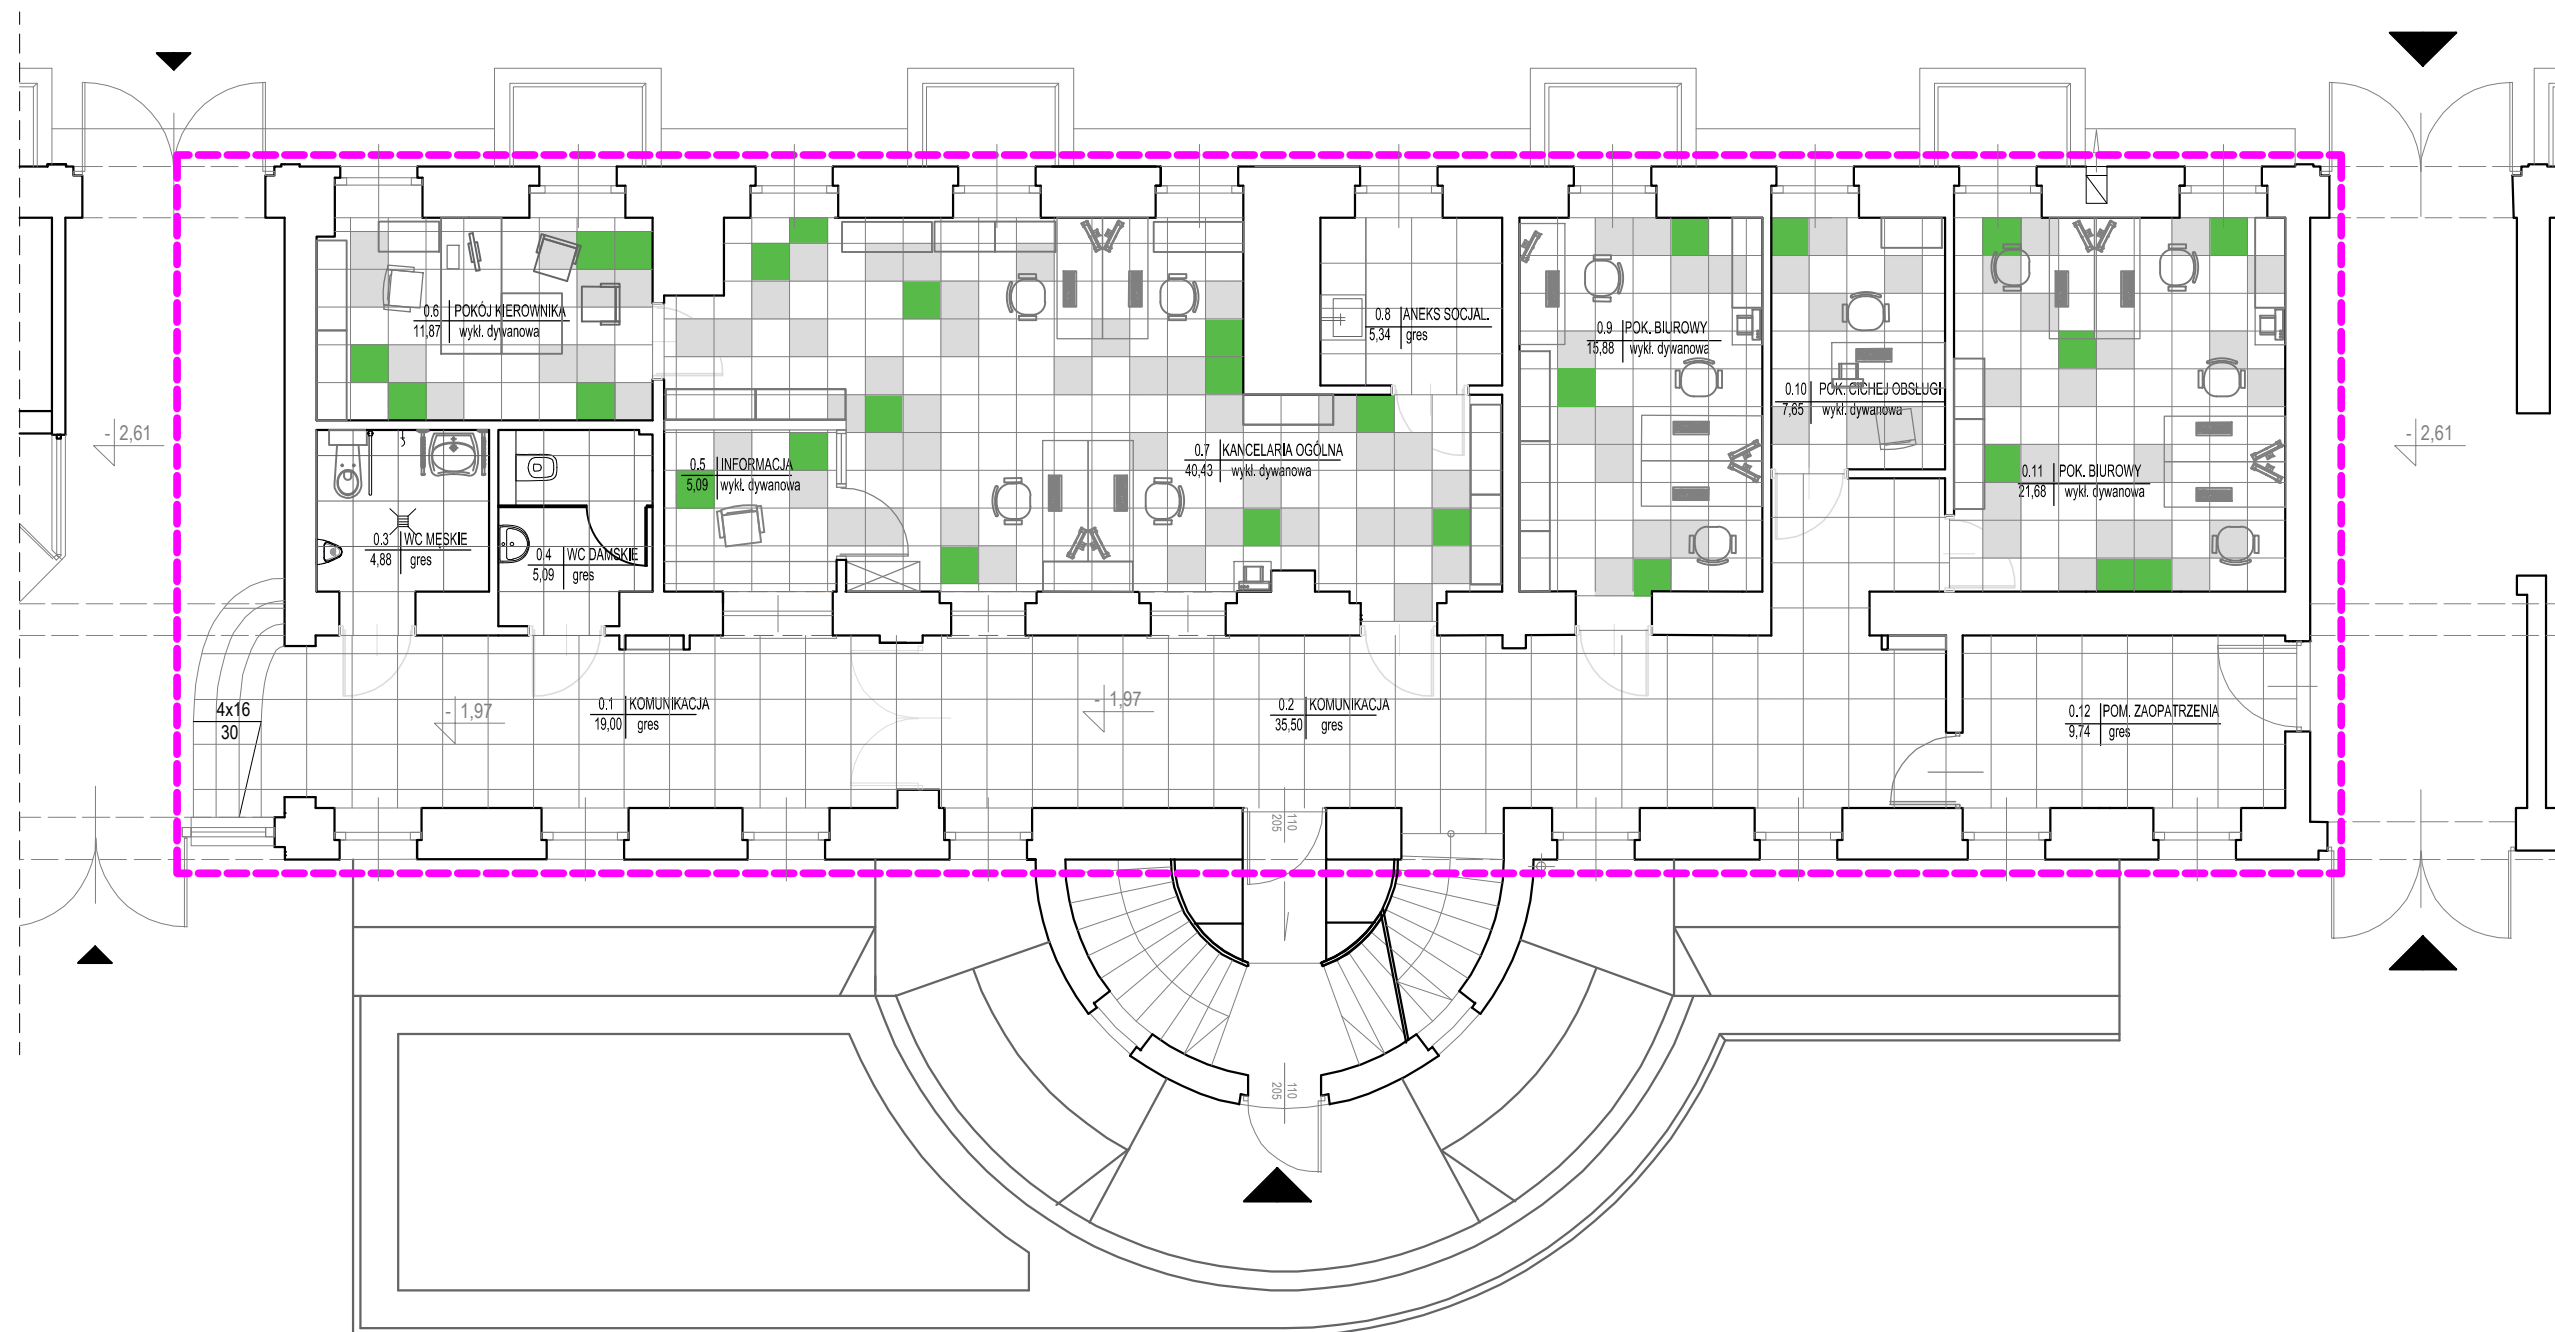 0.6 POKÓJ KIEROWNIKA
11,87 wykł. dywanowa
0.8 ANEKS SOCJAL.
5,34 gres
0.9 POK. BIUROWY
15,88 wykł. dywanowa
0.10 POK. CICHEJ OBSŁUGI
7,65 wykł. dywanowa
- 2,61
- 2,61
0.5 INFORMACJA
5,09 wykł. dywanowa
0.7 KANCELARIA OGÓLNA
40,43 wykł. dywanowa
0.11 POK. BIUROWY
21,68 wykł. dywanowa
0.3 WC MĘSKIE
4,88 gres
0.4 WC DAMSKIE
5,09 gres
4x16
30
- 1,97
0.1 KOMUNIKACJA
19,00 gres
- 1,97
0.2 KOMUNIKACJA
35,50 gres
0.12 POM. ZAOPATRZENIA
9,74 gres
110
205
110
205